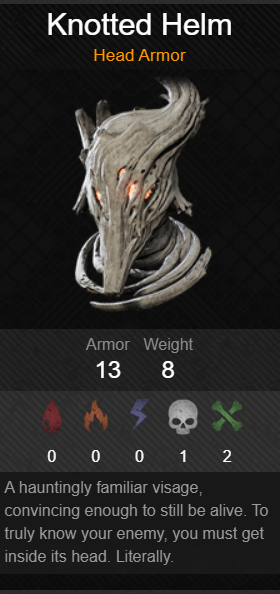 Knotted Helm
Head Armor
Armor Weight
13 8
0 0 0 1 2
A hauntingly familiar visage,
convincing enough to still be alive. To
truly know your enemy, you must get
inside its head. Literally.